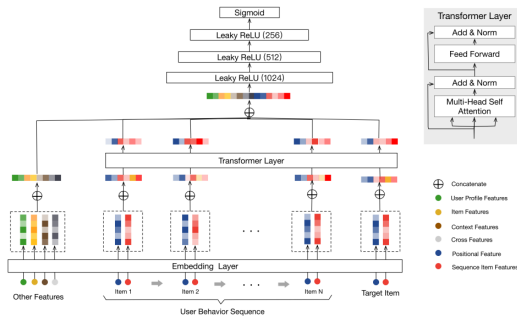 Sigmoid
Leaky ReLU (256)
Leaky ReLU (512)
Leaky ReLU (1024)
Transformer Layer
Embedding Layer
Other Features
Item 1
Item 2
. . .
. . .
Item N
Target Item
User Behavior Sequence
Transformer Layer
Add & Norm
Feed Forward
Add & Norm
Multi-Head Self
Attention
Concatenate
User Profile Features
Item Features
Context Features
Cross Features
Positional Feature
Sequence Item Features